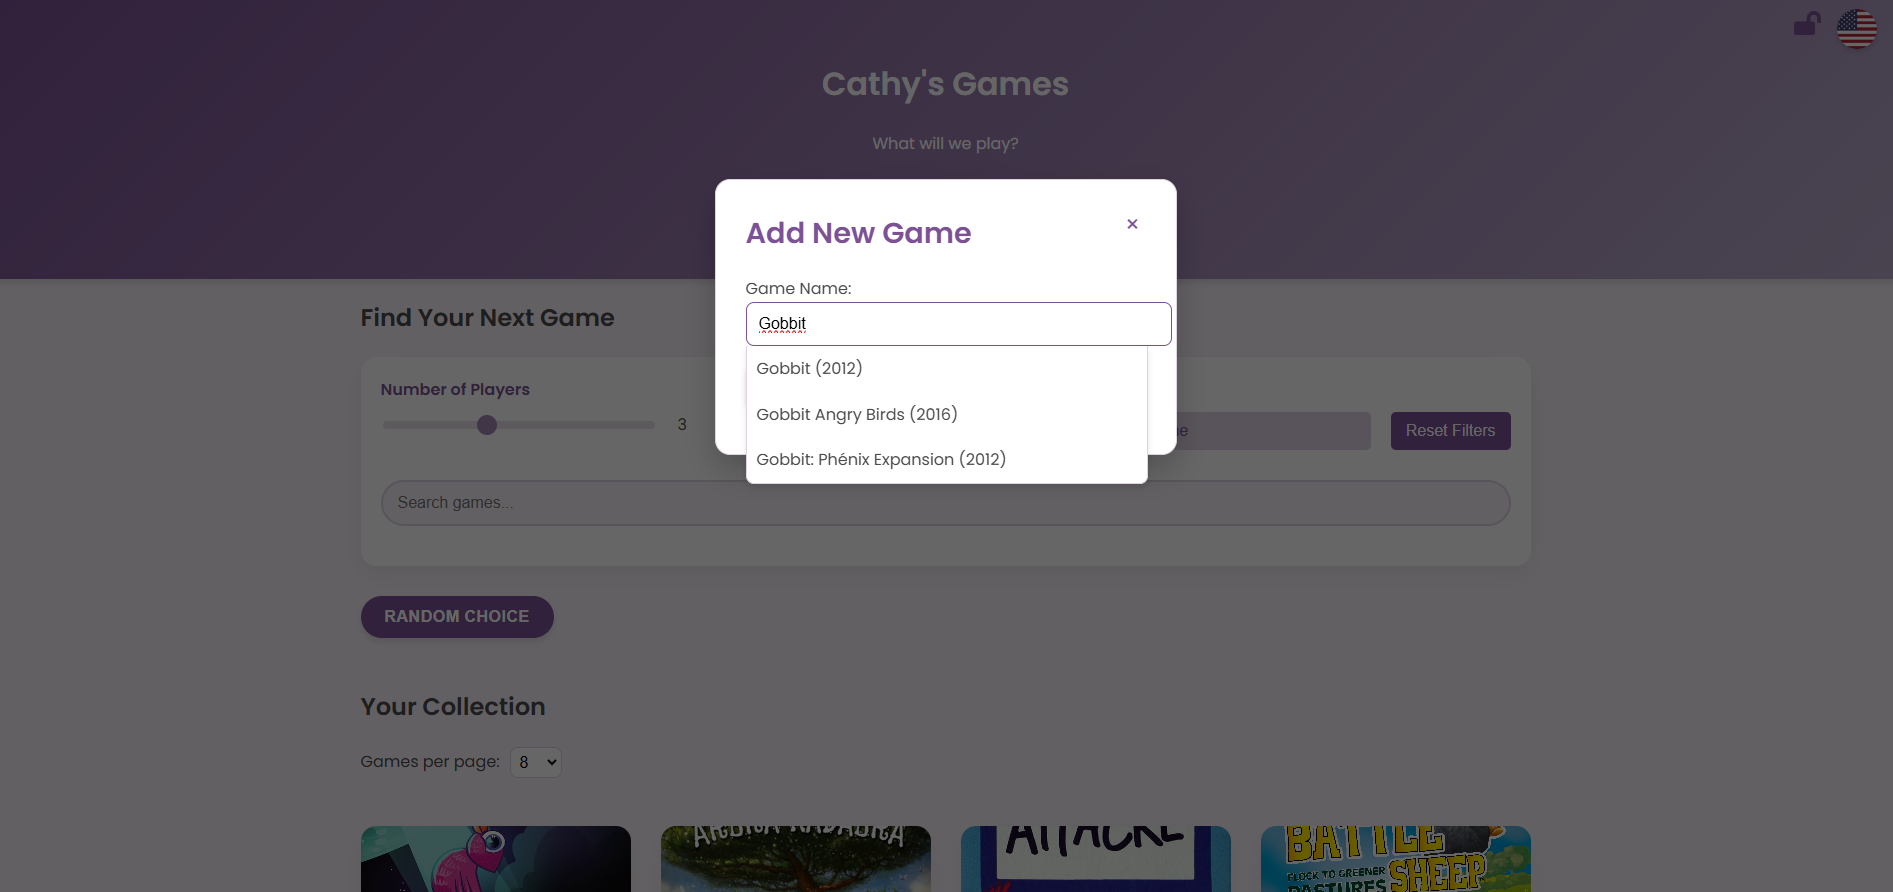 Cathy's Games
What will we play?
Add New Game
×
Game Name:
Gobbit
Gobbit (2012)
Gobbit Angry Birds (2016)
Gobbit: Phénix Expansion (2012)
Find Your Next Game
Number of Players
3
Reset Filters
Search games...
RANDOM CHOICE
Your Collection
Games per page:
8
ATTACKE
BATTLE
FLOCK TO GREENER
PASTURES
SHEEP